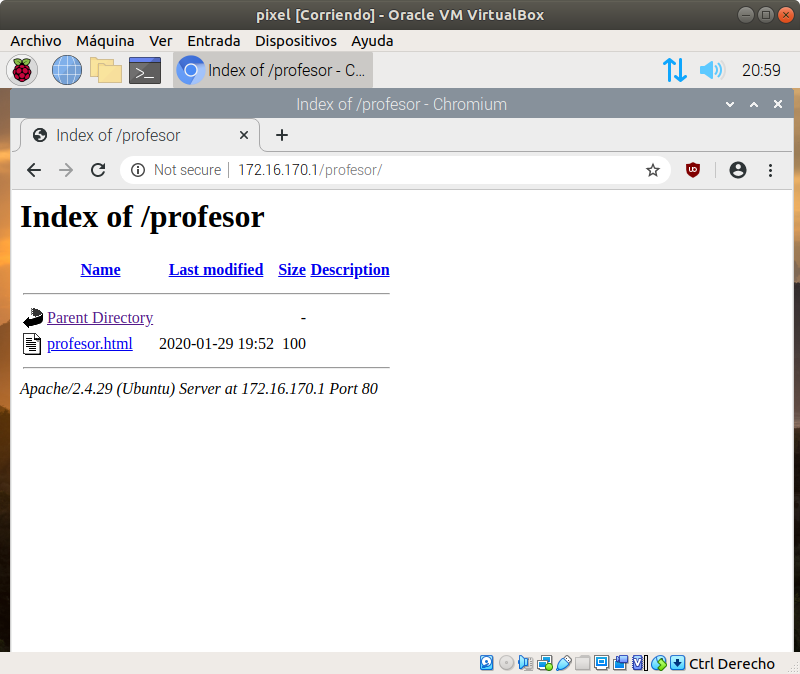 pixel [Corriendo] - Oracle VM VirtualBox
Archivo Máquina Ver Entrada Dispositivos Ayuda
Index of /profesor - C... 20:59
Index of /profesor - Chromium
Index of /profesor
Not secure 172.16.170.1/profesor/
Index of /profesor
Name Last modified Size Description
Parent Directory -
profesor.html 2020-01-29 19:52 100
Apache/2.4.29 (Ubuntu) Server at 172.16.170.1 Port 80
Ctrl Derecho